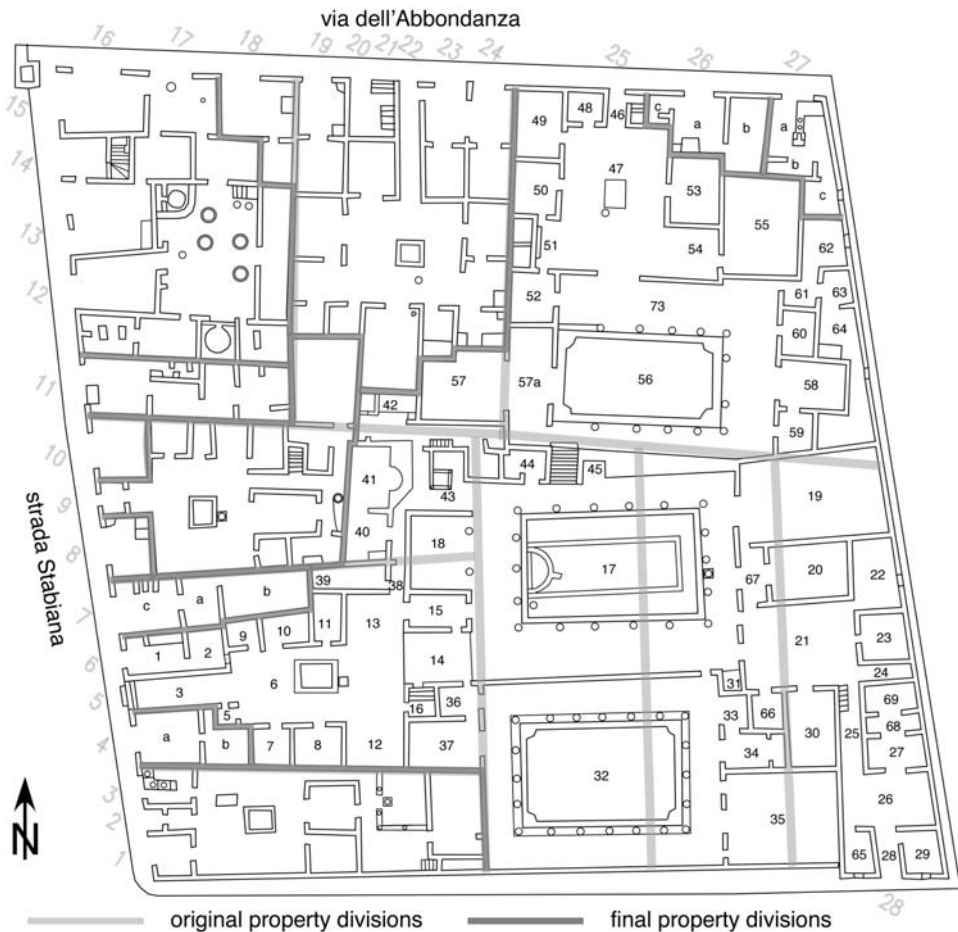 via dell'Abbondanza
16 17 18 19 20 21 22 23 24 25 26 27
15
49 48 46 c a b a
b
14
50 47 53 c
55
13
51 54 62
12
52 73 61 63
60 64
11
57 57a 56 58
42
59
10
41 43 44 45
19
9
40 18 17
8
39 38 67 20 22
c a b
7
11 13 15 21 23
1 2 9 10
6
14 24
3 6 31
5
16 36 33 66 30 69
5 25 68
4
a b 7 8 12 37 32 34 27
3
26
2
35
1
65 28 29
28
strada Stabiana
N
original property divisions final property divisions